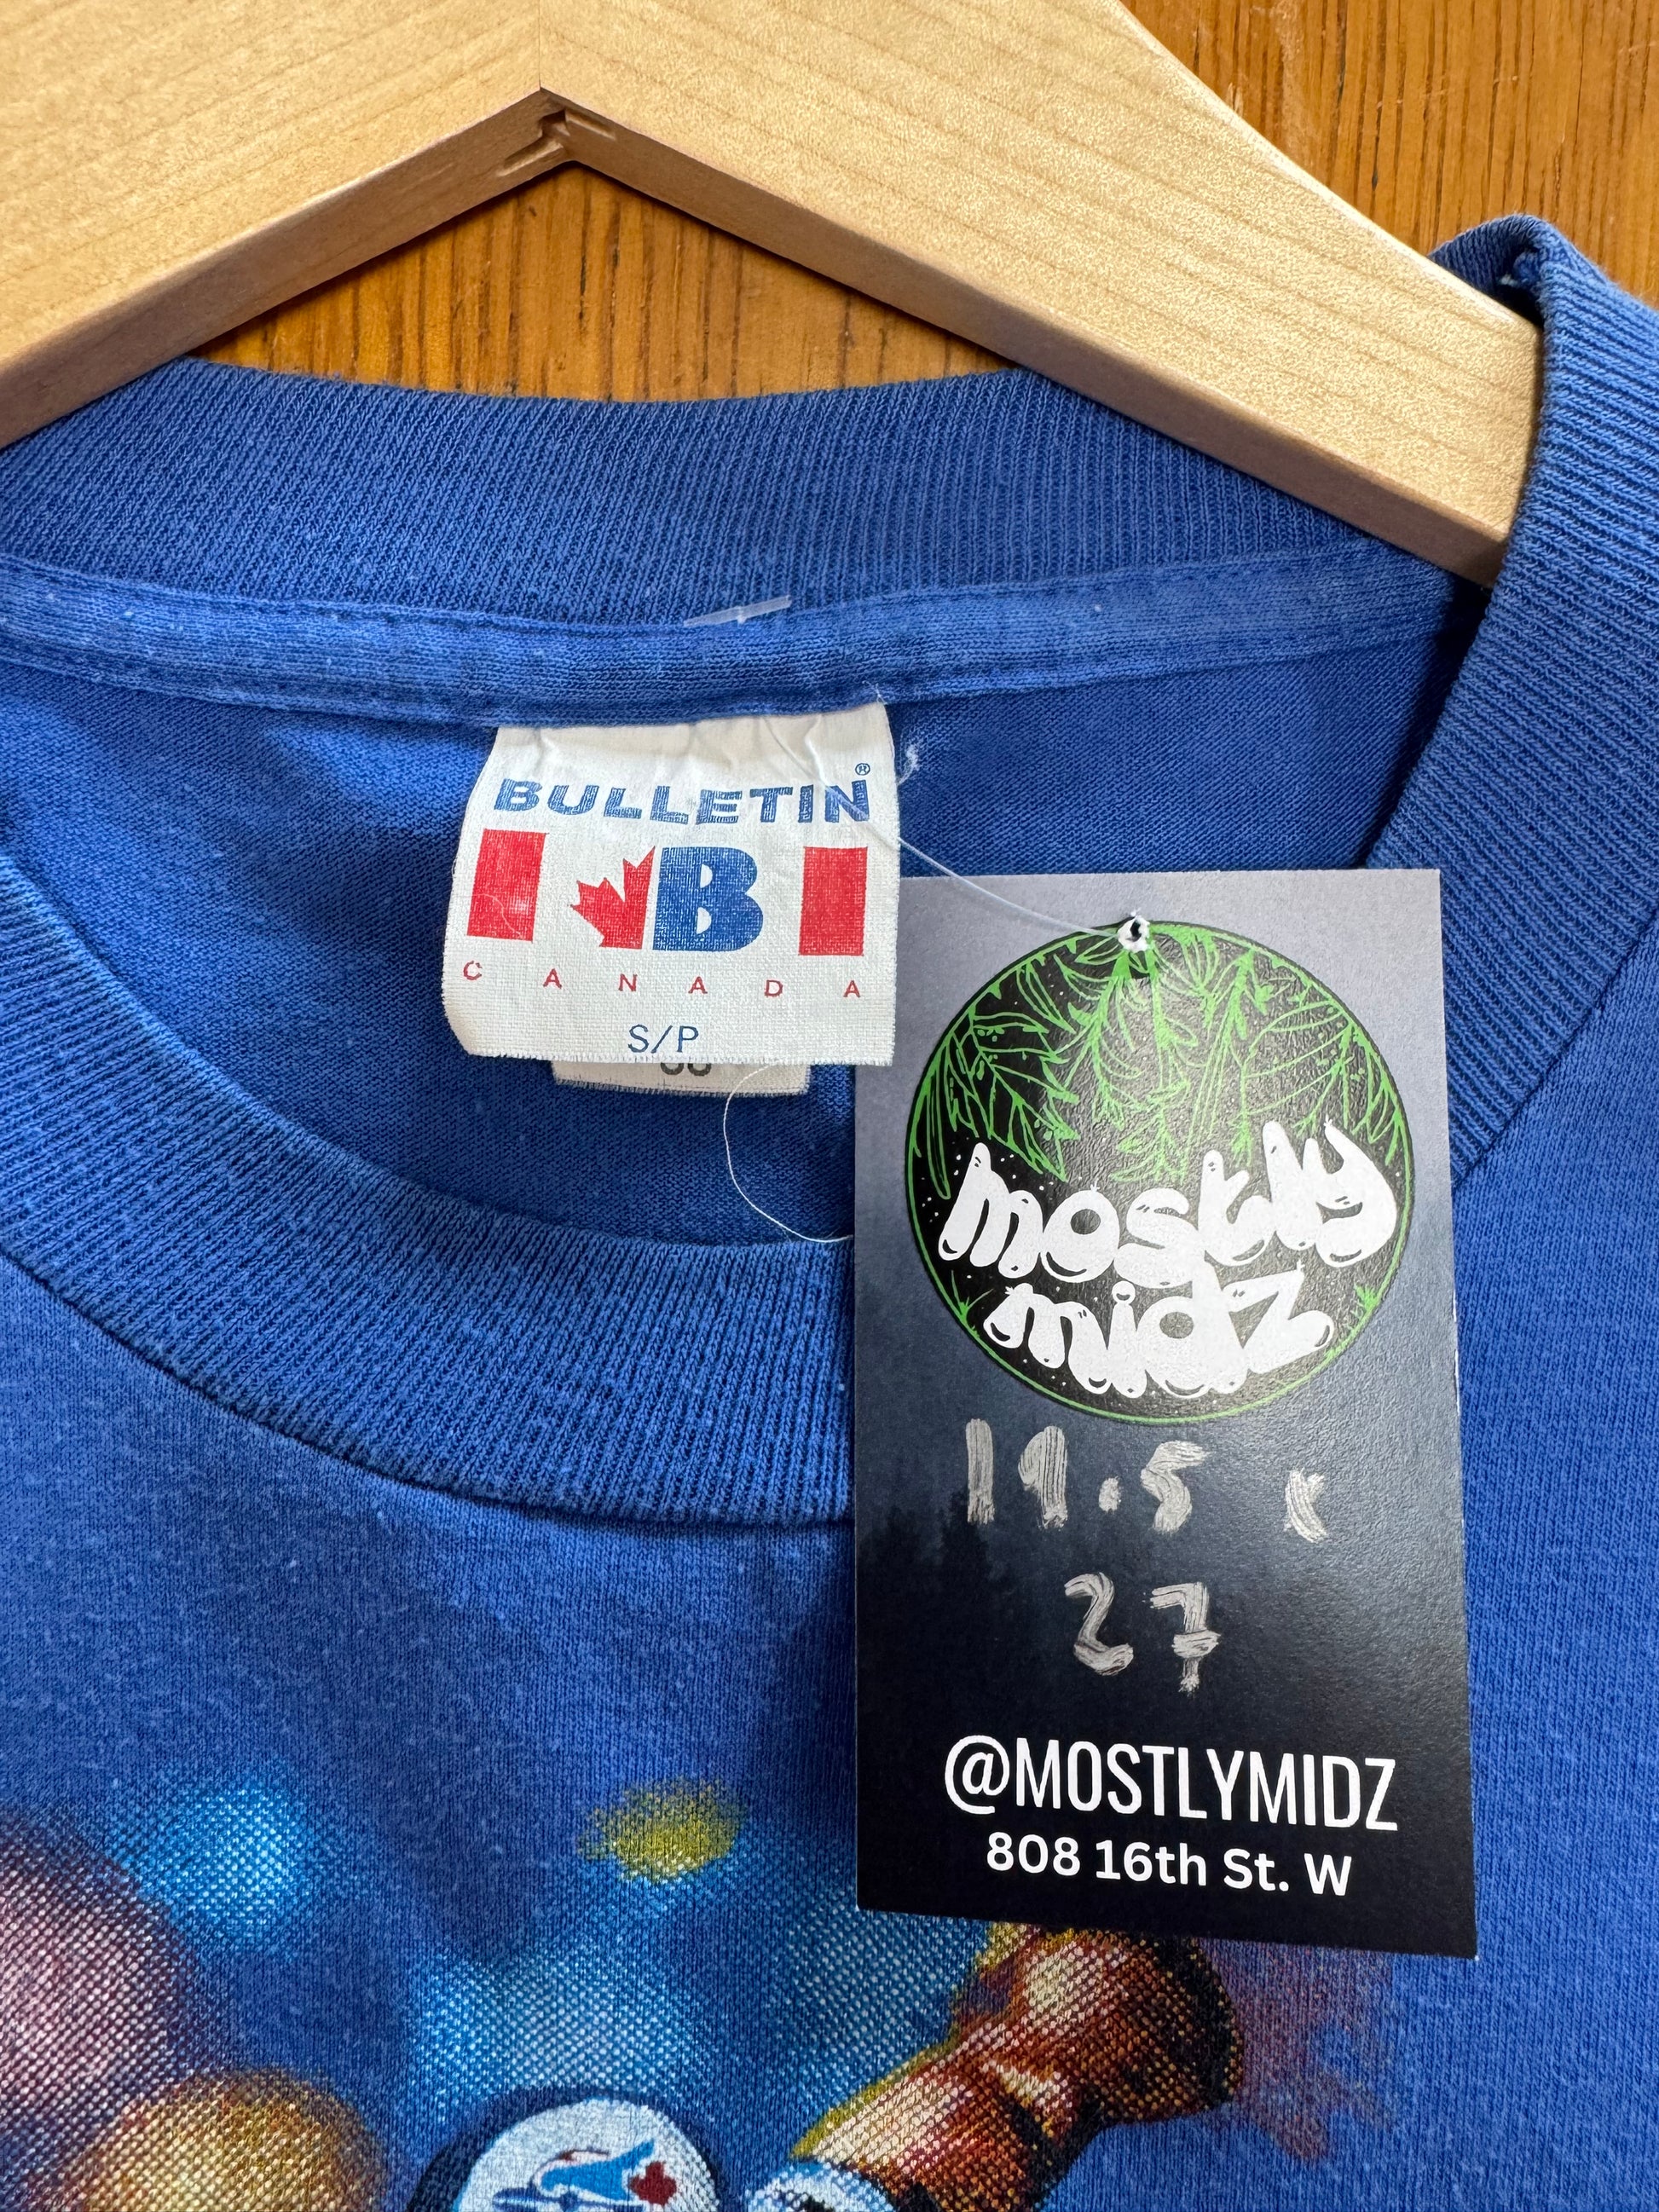 BULLETIN®
B
CANADA
S/P
mostly
midz
19.5 x
27
@MOSTLYMIDZ
808 16th St. W